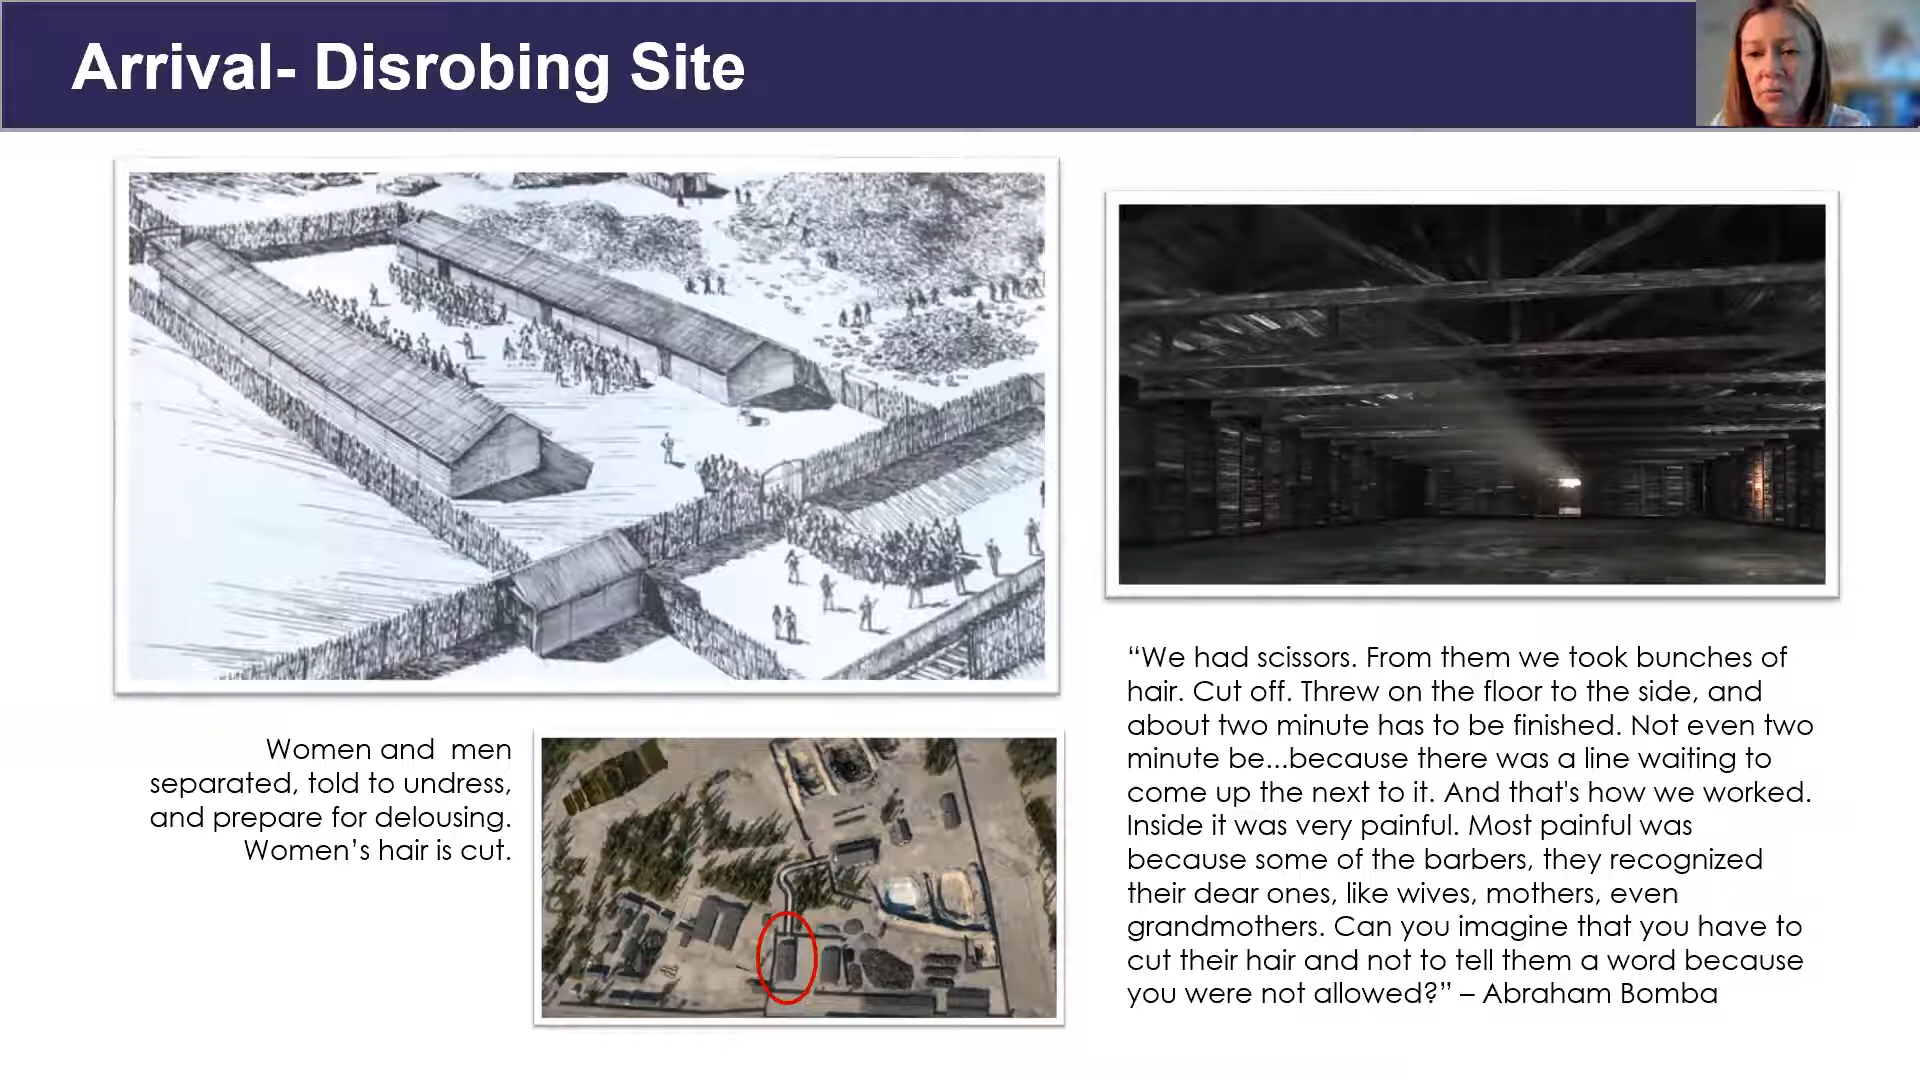 Arrival- Disrobing Site
Women and  men
separated, told to undress,
and prepare for delousing.
Women’s hair is cut.
“We had scissors. From them we took bunches of
hair. Cut off. Threw on the floor to the side, and
about two minute has to be finished. Not even two
minute be...because there was a line waiting to
come up the next to it. And that's how we worked.
Inside it was very painful. Most painful was
because some of the barbers, they recognized
their dear ones, like wives, mothers, even
grandmothers. Can you imagine that you have to
cut their hair and not to tell them a word because
you were not allowed?” – Abraham Bomba